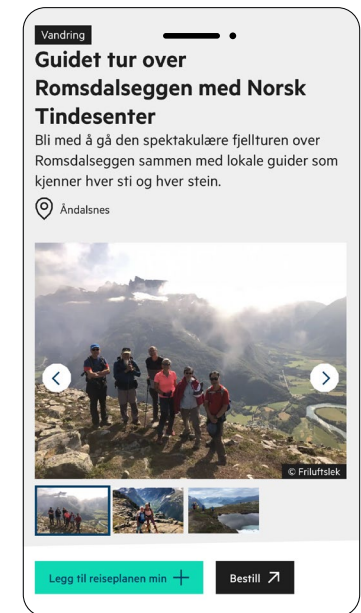 Vandring
Guidet tur over
Romsdalseggen med Norsk
Tindesenter
Bli med å gå den spektakulære fjellturen over
Romsdalseggen sammen med lokale guider som
kjenner hver sti og hver stein.
Åndalsnes
© Friluftslek
Legg til reiseplanen min
Bestill